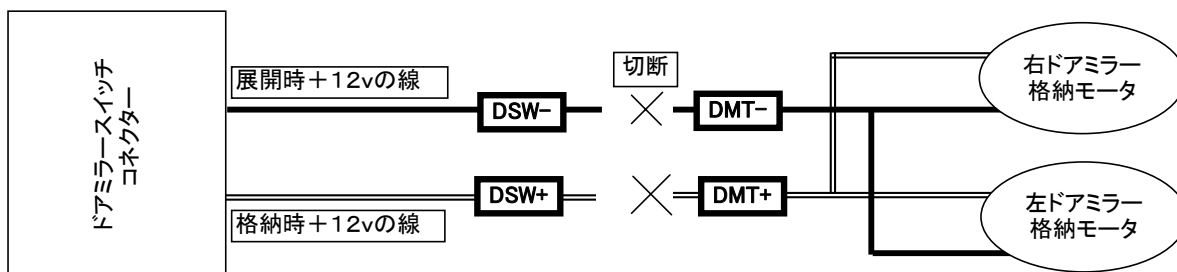 ドアミラースイッチ
コネクター
展開時+12vの線
DSW-
切断
DMT-
右ドアミラー
格納モータ
格納時+12vの線
DSW+
DMT+
左ドアミラー
格納モータ